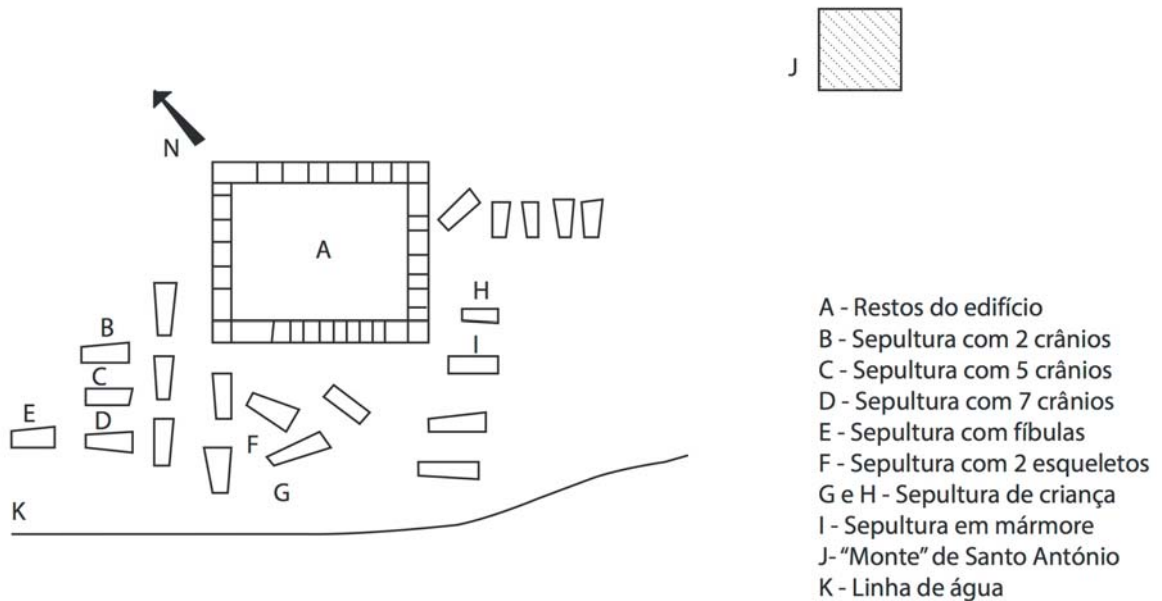 J
N
A
H
B
I
C
E
D
F
G
K
A - Restos do edifício
B - Sepultura com 2 crânios
C - Sepultura com 5 crânios
D - Sepultura com 7 crânios
E - Sepultura com fíbulas
F - Sepultura com 2 esqueletos
G e H - Sepultura de criança
I - Sepultura em mármore
J- “Monte” de Santo António
K - Linha de água